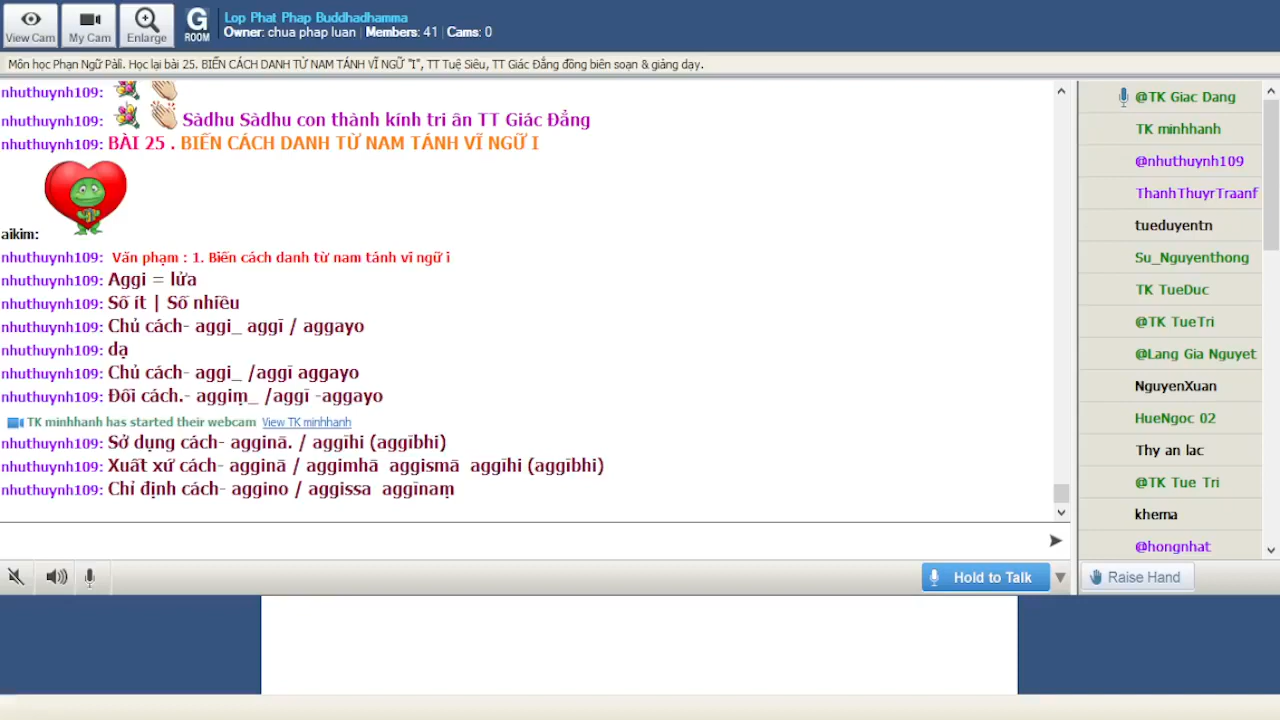 View Cam
My Cam
Enlarge
G
ROOM
Lop Phat Phap Buddhadhamma
Owner: chua phap luan | Members: 41 | Cams: 0
Môn học Phạn Ngữ Pàli. Học lại bài 25. BIẾN CÁCH DANH TỪ NAM TÁNH VĨ NGỮ "I", TT Tuệ Siêu, TT Giác Đẳng đồng biên soạn & giảng dạy.
nhuthuynh109:
nhuthuynh109: Sàdhu Sàdhu con thành kính tri ân TT Giác Đẳng
nhuthuynh109: BÀI 25 . BIẾN CÁCH DANH TỪ NAM TÁNH VĨ NGỮ I
aikim:
nhuthuynh109: Văn phạm : 1. Biến cách danh từ nam tánh vĩ ngữ i
nhuthuynh109: Aggi = lửa
nhuthuynh109: Số ít | Số nhiều
nhuthuynh109: Chủ cách- aggi_ aggī / aggayo
nhuthuynh109: dạ
nhuthuynh109: Chủ cách- aggi_ /aggī aggayo
nhuthuynh109: Đối cách.- aggiṃ_ /aggī -aggayo
TK minhhanh has started their webcam View TK minhhanh
nhuthuynh109: Sở dụng cách- agginā. / aggīhi (aggībhi)
nhuthuynh109: Xuất xứ cách- agginā / aggimhā aggismā aggīhi (aggībhi)
nhuthuynh109: Chỉ định cách- aggino / aggissa aggīnaṃ
@TK Giac Dang
TK minhhanh
@nhuthuynh109
ThanhThuyrTraanf
tueduyentn
Su_Nguyenthong
TK TueDuc
@TK TueTri
@Lang Gia Nguyet
NguyenXuan
HueNgoc 02
Thy an lac
@TK Tue Tri
khema
@hongnhat
Hold to Talk
Raise Hand